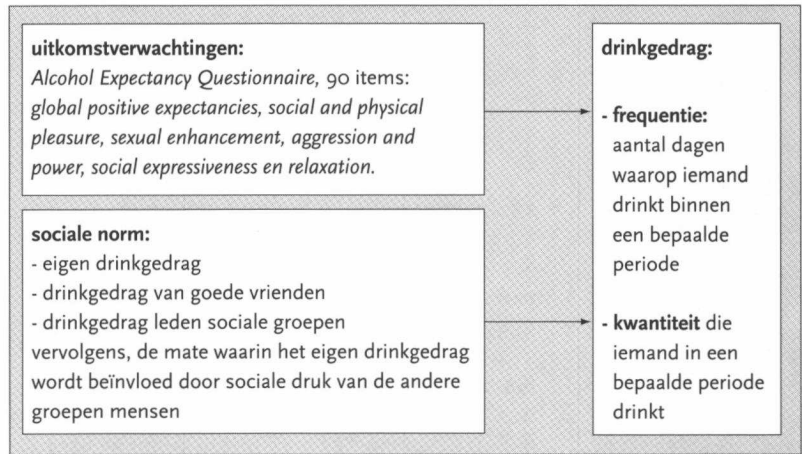 uitkomstverwachtingen:
Alcohol Expectancy Questionnaire, 90 items:
global positive expectancies, social and physical
pleasure, sexual enhancement, aggression and
power, social expressiveness en relaxation.
sociale norm:
- eigen drinkgedrag
- drinkgedrag van goede vrienden
- drinkgedrag leden sociale groepen
vervolgens, de mate waarin het eigen drinkgedrag
wordt beïnvloed door sociale druk van de andere
groepen mensen
drinkgedrag:
- frequentie:
aantal dagen
waarop iemand
drinkt binnen
een bepaalde
periode
- kwantiteit die
iemand in een
bepaalde periode
drinkt